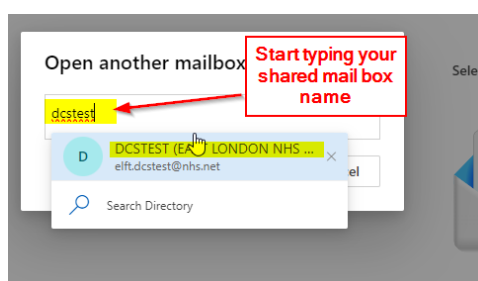 Open another mailbox
Start typing your
shared mail box
name
Sele
dcstest
D
DCSTEST (EA LONDON NHS ...
elft.dcstest@nhs.net
el
Search Directory